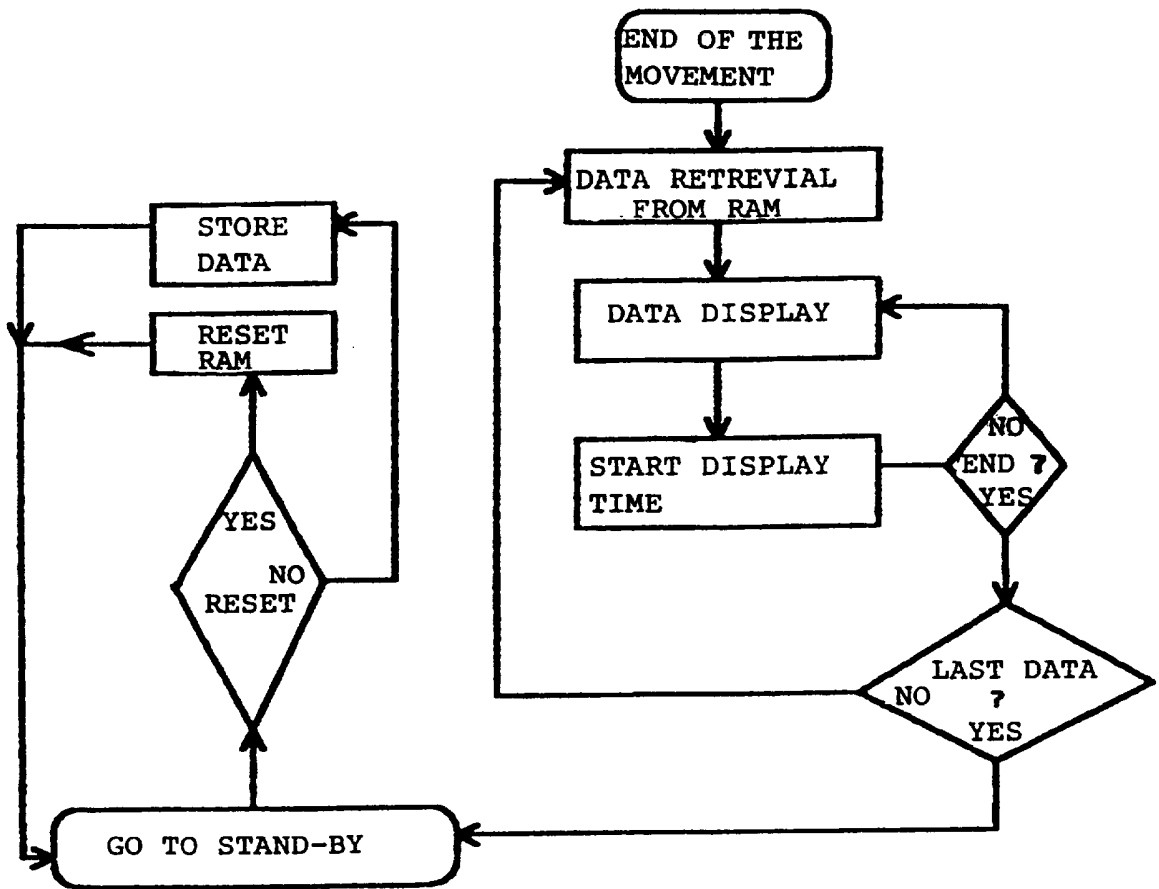 END OF THE
MOVEMENT
DATA RETREVIAL
FROM RAM
DATA DISPLAY
START DISPLAY
TIME
NO
END ?
YES
LAST DATA
NO ?
YES
STORE
DATA
RESET
RAM
YES
NO
RESET
GO TO STAND-BY